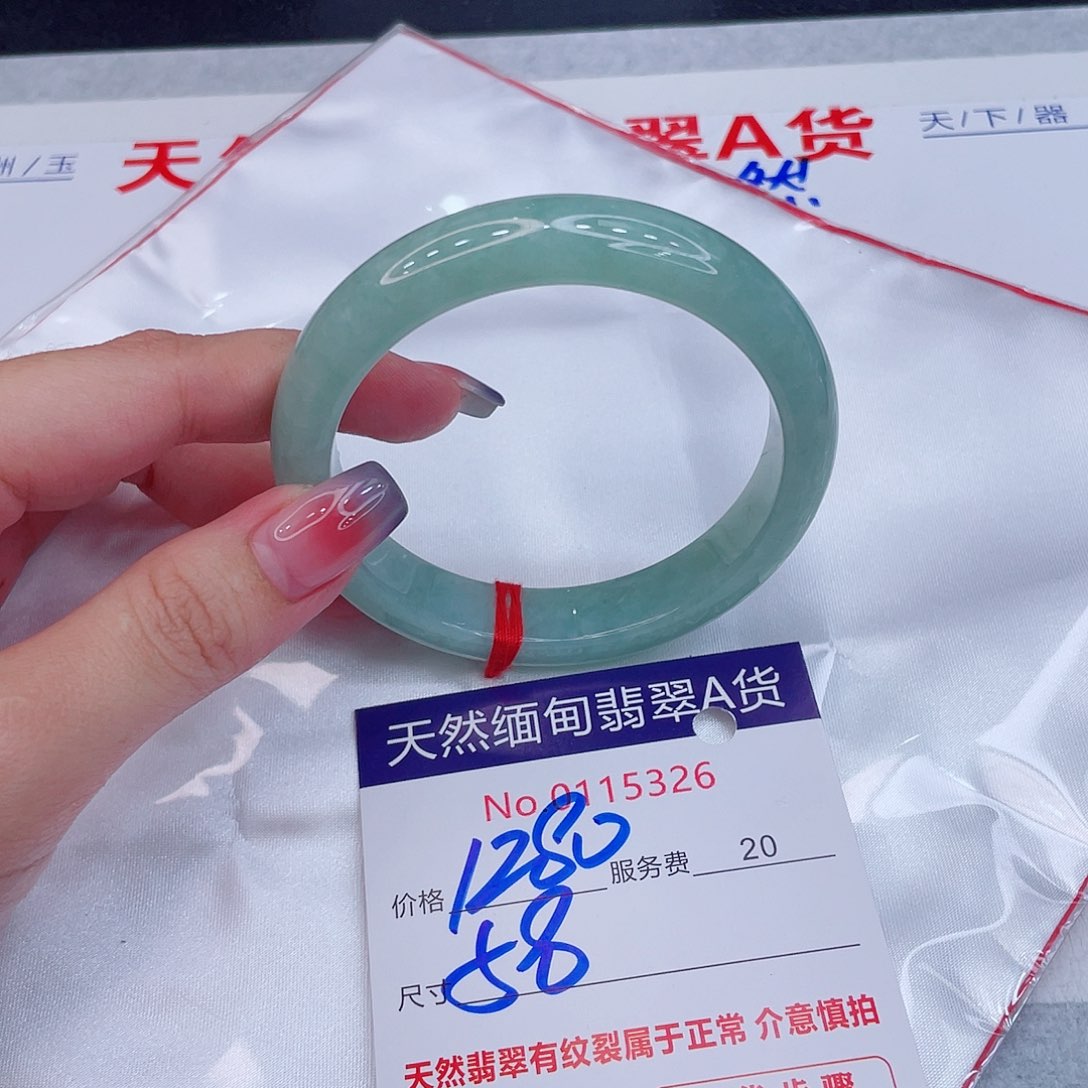 州/玉
天
翠A货
天/下/器
然
天然缅甸翡翠A货
No.0115326
价格 1280 服务费 20
尺寸 58
天然翡翠有纹裂属于正常 介意慎拍